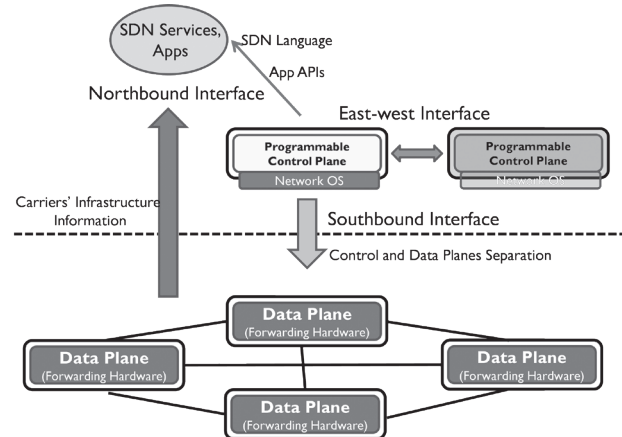 SDN Services,
Apps
SDN Language
App APIs
Northbound Interface
East-west Interface
Programmable
Control Plane
Network OS
Programmable
Control Plane
Network OS
Carriers' Infrastructure
Information
Southbound Interface
Control and Data Planes Separation
Data Plane
(Forwarding Hardware)
Data Plane
(Forwarding Hardware)
Data Plane
(Forwarding Hardware)
Data Plane
(Forwarding Hardware)